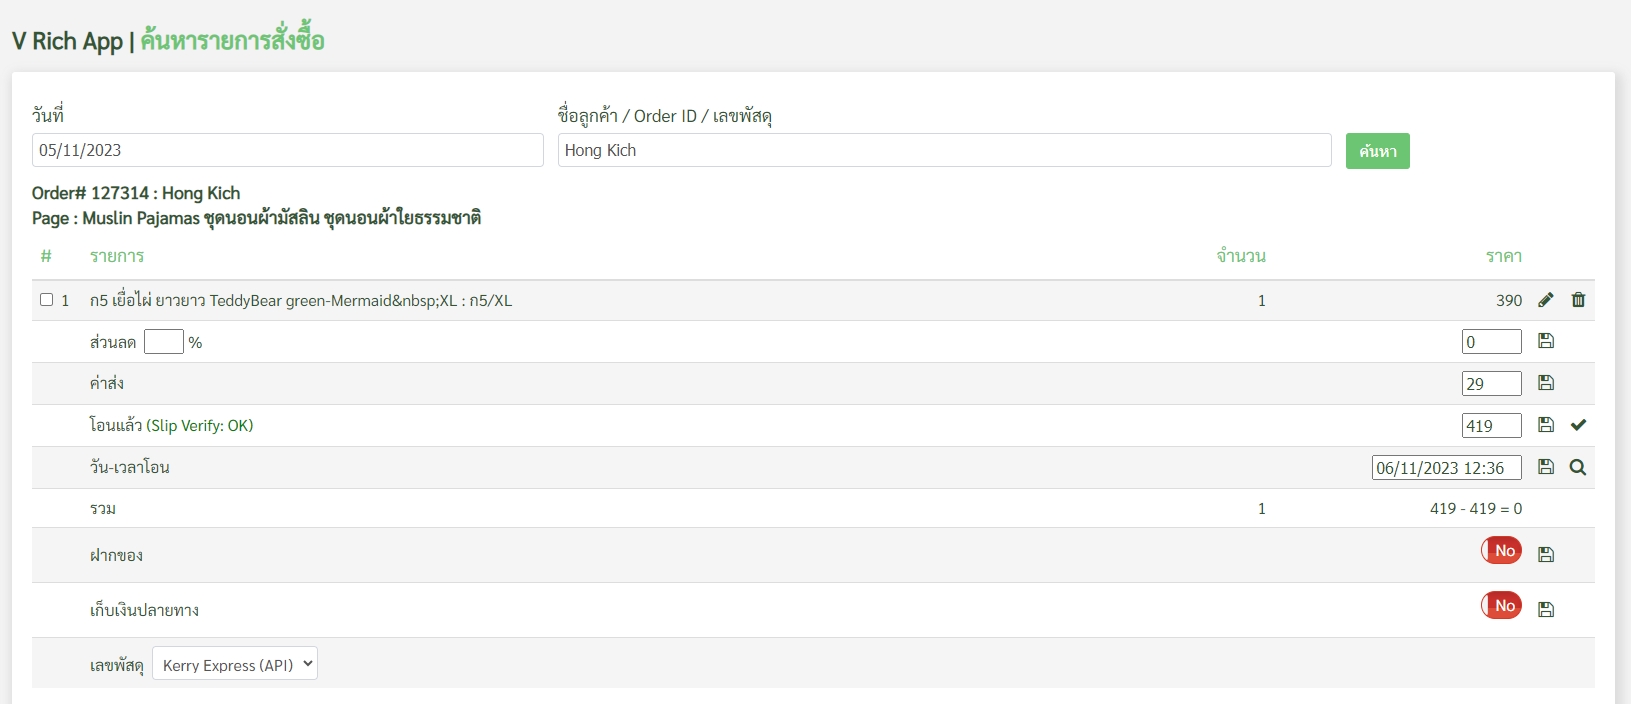 V Rich App | ค้นหารายการสั่งซื้อ
วันที่ ชื่อลูกค้า / Order ID / เลขพัสดุ
05/11/2023 Hong Kich ค้นหา
Order# 127314 : Hong Kich
Page : Muslin Pajamas ชุดนอนผ้ามัสลิน ชุดนอนผ้าใยธรรมชาติ
# รายการ จำนวน ราคา
1 ก5 เยื่อไผ่ ยาวยาว TeddyBear green-Mermaid&nbsp;XL : ก5/XL 1 390
ส่วนลด % 0
ค่าส่ง 29
โอนแล้ว (Slip Verify: OK) 419
วัน-เวลาโอน 06/11/2023 12:36
รวม 1 419 - 419 = 0
ฝากของ No
เก็บเงินปลายทาง No
เลขพัสดุ Kerry Express (API)